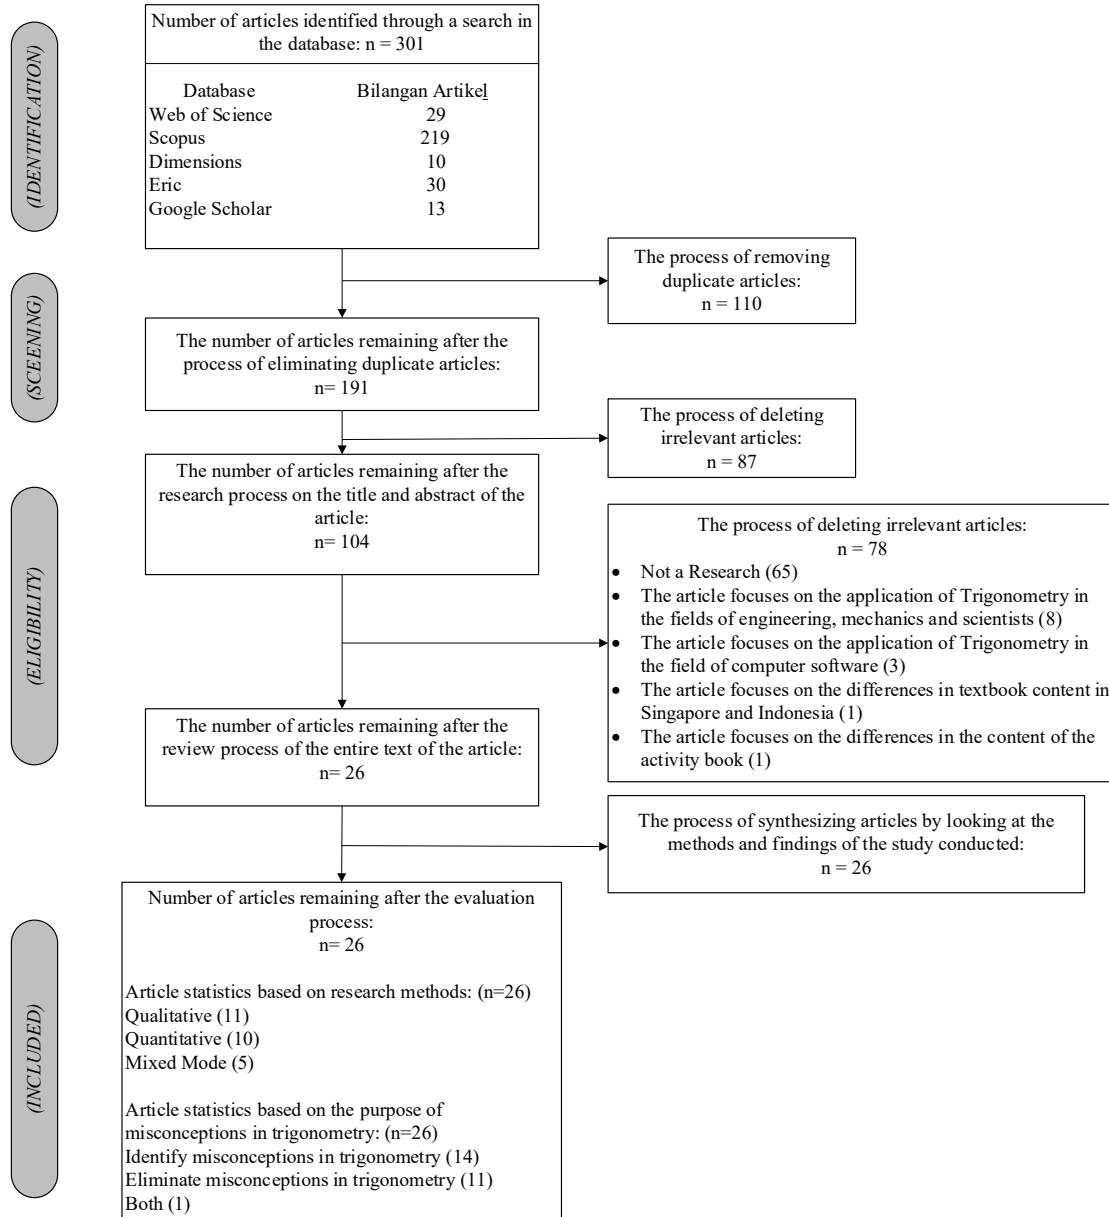 (IDENTIFICATION)
Number of articles identified through a search in
the database: n = 301
Database Bilangan Artikel
Web of Science 29
Scopus 219
Dimensions 10
Eric 30
Google Scholar 13
The process of removing
duplicate articles:
n = 110
(SCEENING)
The number of articles remaining after the
process of eliminating duplicate articles:
n= 191
The process of deleting
irrelevant articles:
n = 87
The number of articles remaining after the
research process on the title and abstract of the
article:
n= 104
(ELIGIBILITY)
The process of deleting irrelevant articles:
n = 78
• Not a Research (65)
• The article focuses on the application of Trigonometry in
the fields of engineering, mechanics and scientists (8)
• The article focuses on the application of Trigonometry in
the field of computer software (3)
• The article focuses on the differences in textbook content in
Singapore and Indonesia (1)
• The article focuses on the differences in the content of the
activity book (1)
The number of articles remaining after the
review process of the entire text of the article:
n= 26
The process of synthesizing articles by looking at the
methods and findings of the study conducted:
n = 26
(INCLUDED)
Number of articles remaining after the evaluation
process:
n= 26
Article statistics based on research methods: (n=26)
Qualitative (11)
Quantitative (10)
Mixed Mode (5)
Article statistics based on the purpose of
misconceptions in trigonometry: (n=26)
Identify misconceptions in trigonometry (14)
Eliminate misconceptions in trigonometry (11)
Both (1)